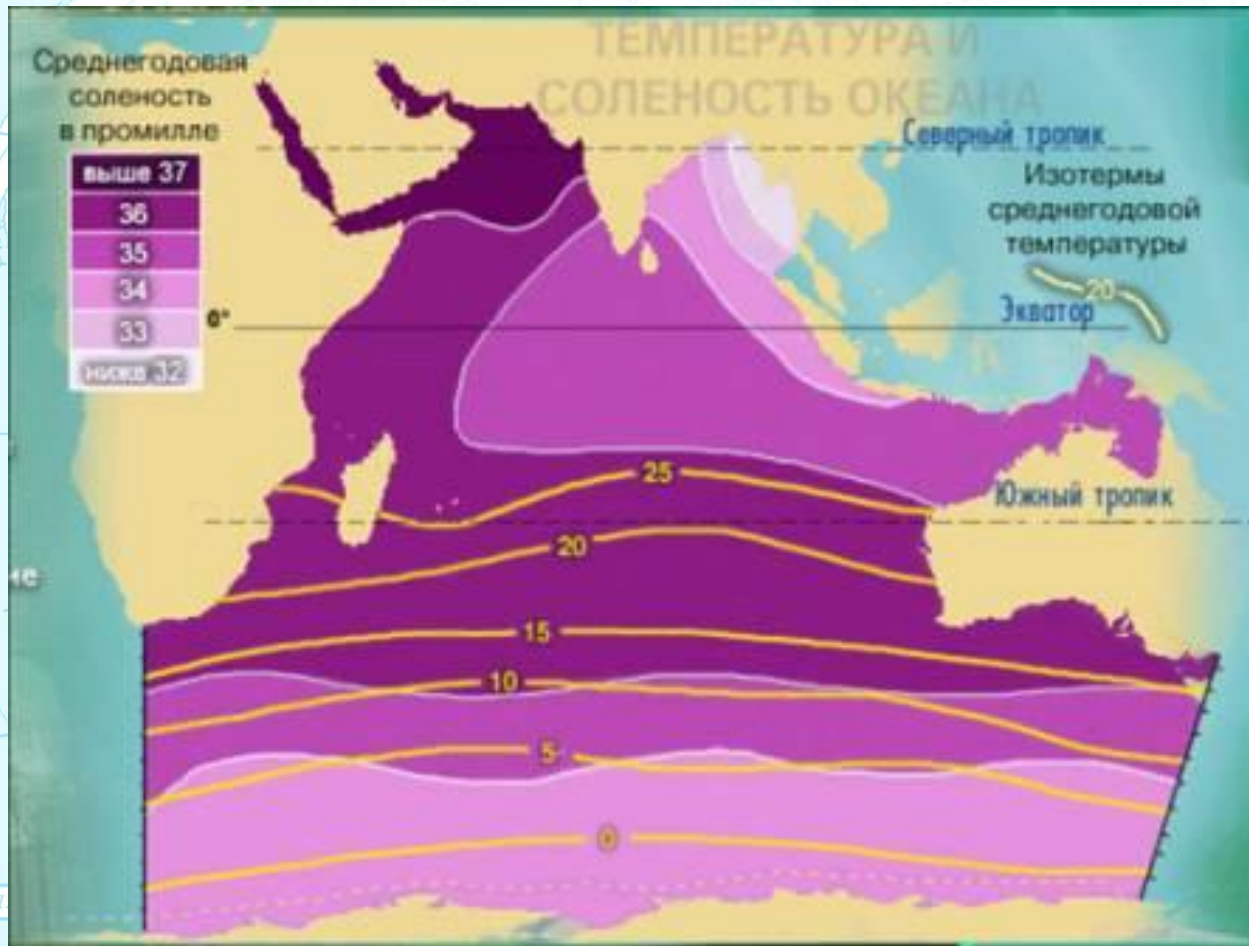 ТЕМПЕРАТУРА И
СОЛЕНОСТЬ ОКЕАНА
Среднегодовая
соленость
в промилле
выше 37
36
35
34
33
ниже 32
Северный тропик
Изотермы
среднегодовой
температуры
20
0°
Экватор
25
Южный тропик
20
15
10
5
0